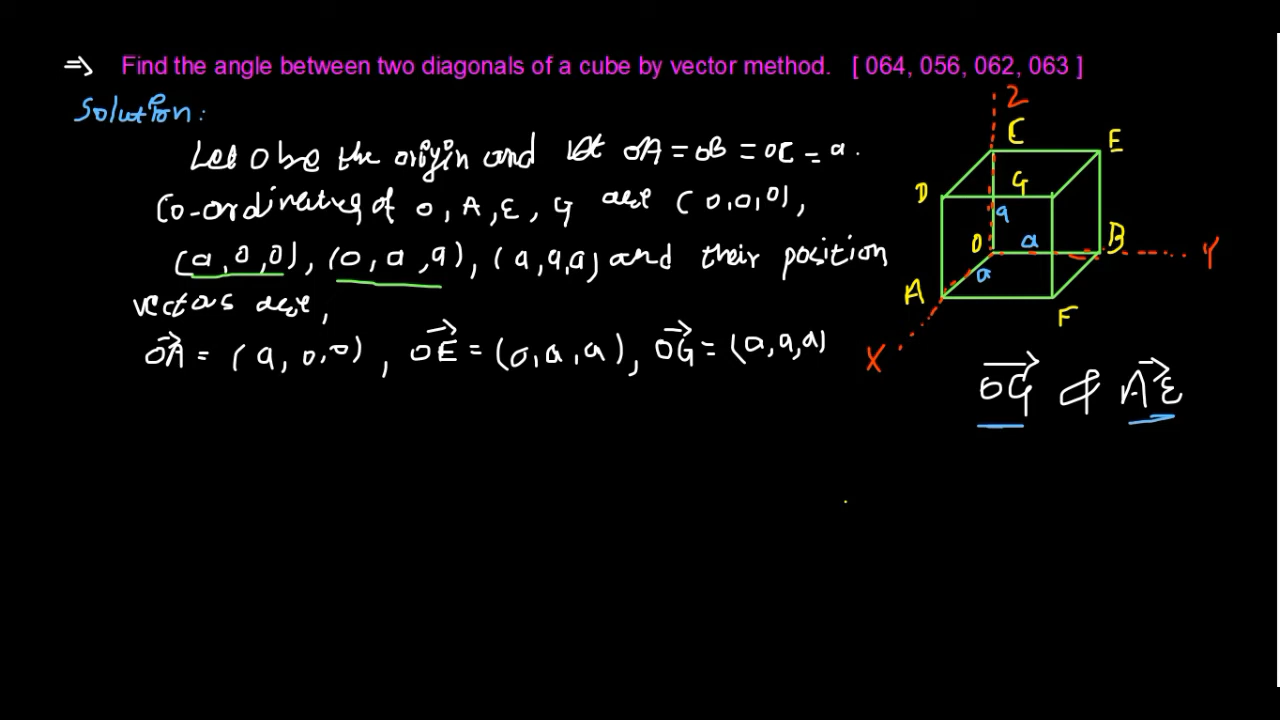 ⇒ Find the angle between two diagonals of a cube by vector method. [ 064, 056, 062, 063 ]
Solution:
Let O be the origin and let OA = OB = OC = a.
Co-ordinates of O, A, E, G are (0,0,0),
(a,0,0), (0,a,a), (a,a,a) and their position
vectors are,
OA⃗ = (a, 0,0), OE⃗ = (0,a,a), OG⃗ = (a,a,a)
Z
C
E
D
G
a
O
a
B
Y
a
A
F
X
OG⃗ & AE⃗